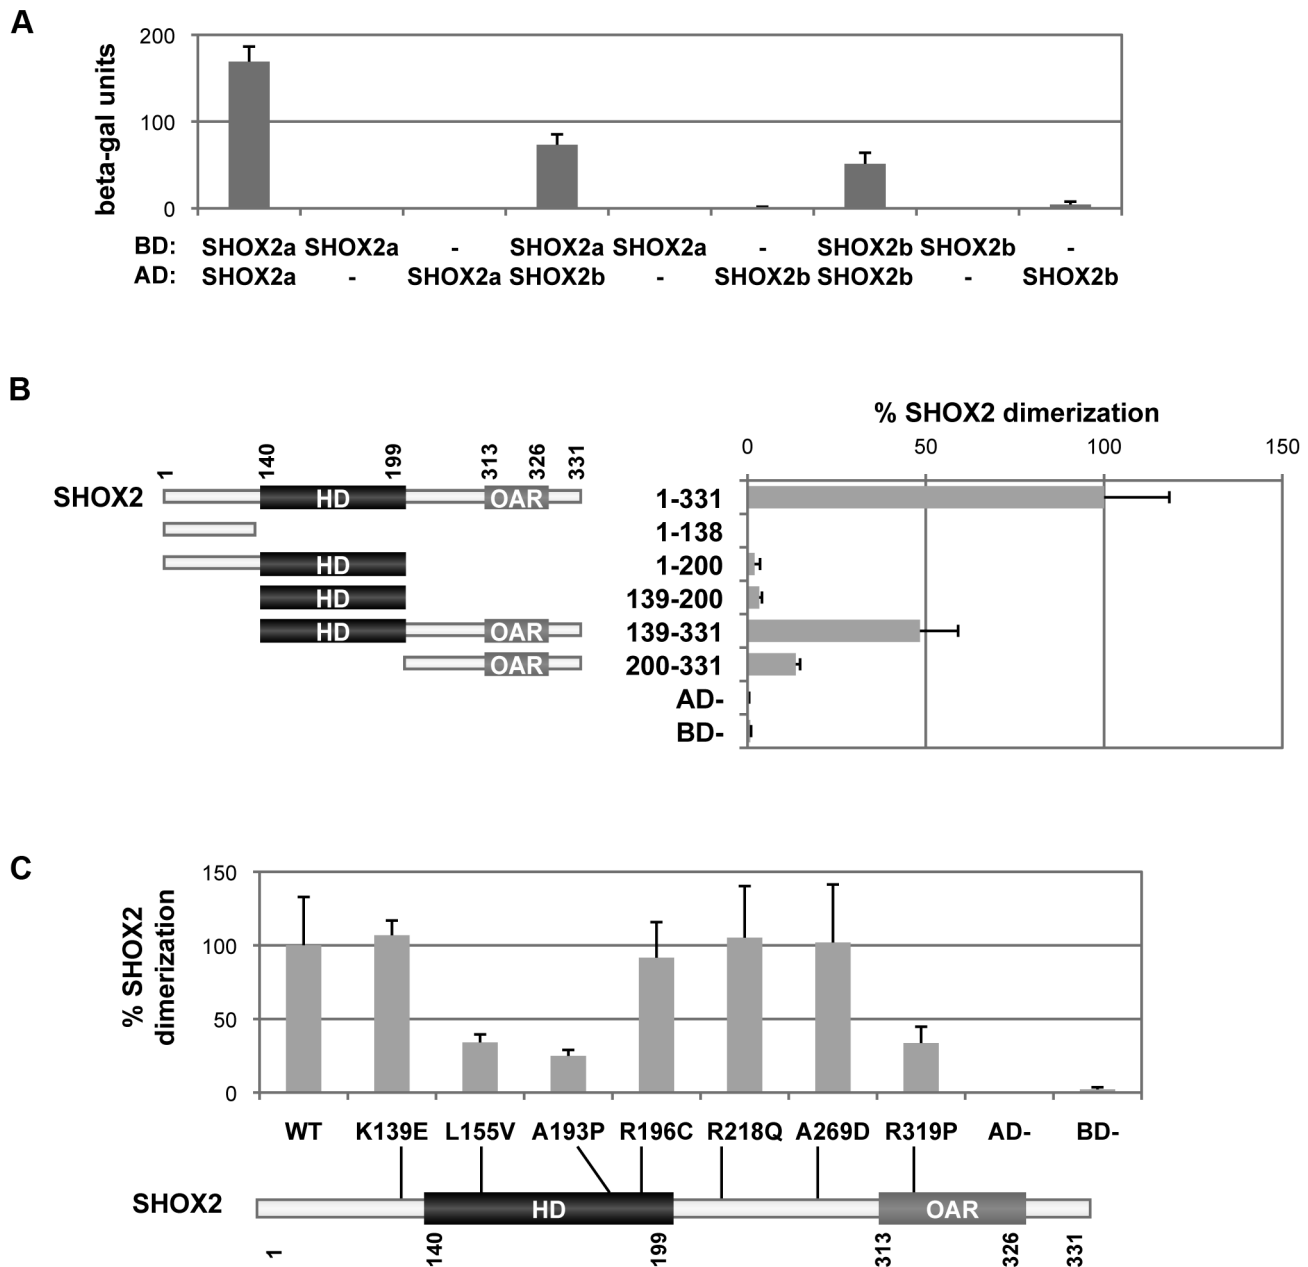 A
beta-gal units
200
100
0
BD: SHOX2a SHOX2a - SHOX2a SHOX2a - SHOX2b SHOX2b -
AD: SHOX2a - SHOX2a SHOX2b - SHOX2b SHOX2b - SHOX2b
B
% SHOX2 dimerization
0 50 100 150
1 140 199 313 326 331
SHOX2 HD OAR 1-331
1-138
HD 1-200
HD 139-200
HD OAR 139-331
OAR 200-331
AD-
BD-
C
% SHOX2
dimerization
150
100
50
0
WT K139E L155V A193P R196C R218Q A269D R319P AD- BD-
SHOX2 HD OAR
1 140 199 313 326 331